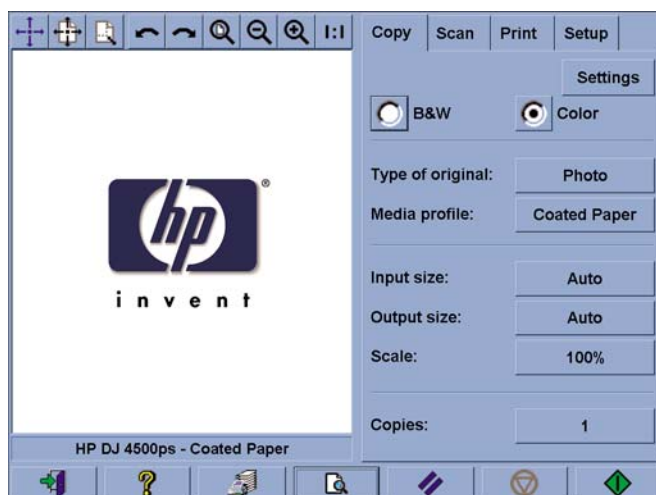 1:1
Copy Scan Print Setup
Settings
B&W Color
Type of original: Photo
Media profile: Coated Paper
hp ®
invent
Input size: Auto
Output size: Auto
Scale: 100%
Copies: 1
HP DJ 4500ps - Coated Paper
?